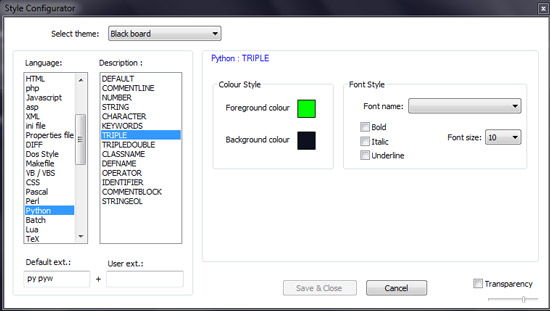 Style Configurator
Select theme: Black board
Language:
HTML
php
Javascript
asp
XML
ini file
Properties file
DIFF
Dos Style
Makefile
VB / VBS
CSS
Pascal
Perl
Python
Batch
Lua
TeX
Description :
DEFAULT
COMMENTLINE
NUMBER
STRING
CHARACTER
KEYWORDS
TRIPLE
TRIPLEDOUBLE
CLASSNAME
DEFNAME
OPERATOR
IDENTIFIER
COMMENTBLOCK
STRINGEOL
Default ext.:
User ext.:
py pyw
+
Python : TRIPLE
Colour Style
Foreground colour
Background colour
Font Style
Font name:
Bold
Italic
Underline
Font size: 10
Save & Close
Cancel
Transparency